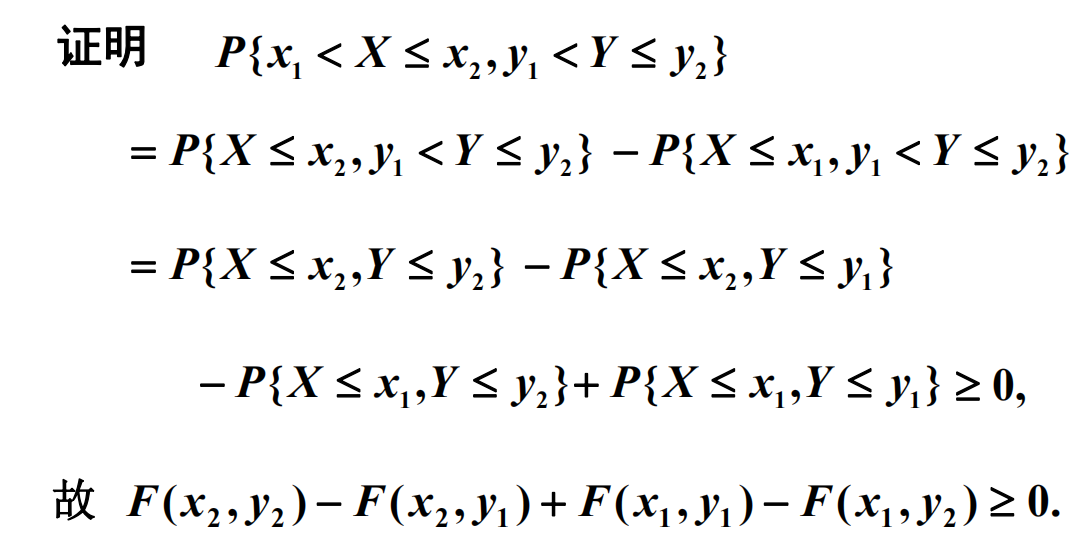 证明 P{x₁ < X ≤ x₂, y₁ < Y ≤ y₂}
= P{X ≤ x₂, y₁ < Y ≤ y₂} − P{X ≤ x₁, y₁ < Y ≤ y₂}
= P{X ≤ x₂, Y ≤ y₂} − P{X ≤ x₂, Y ≤ y₁}
− P{X ≤ x₁, Y ≤ y₂} + P{X ≤ x₁, Y ≤ y₁} ≥ 0,
故 F(x₂, y₂) − F(x₂, y₁) + F(x₁, y₁) − F(x₁, y₂) ≥ 0.